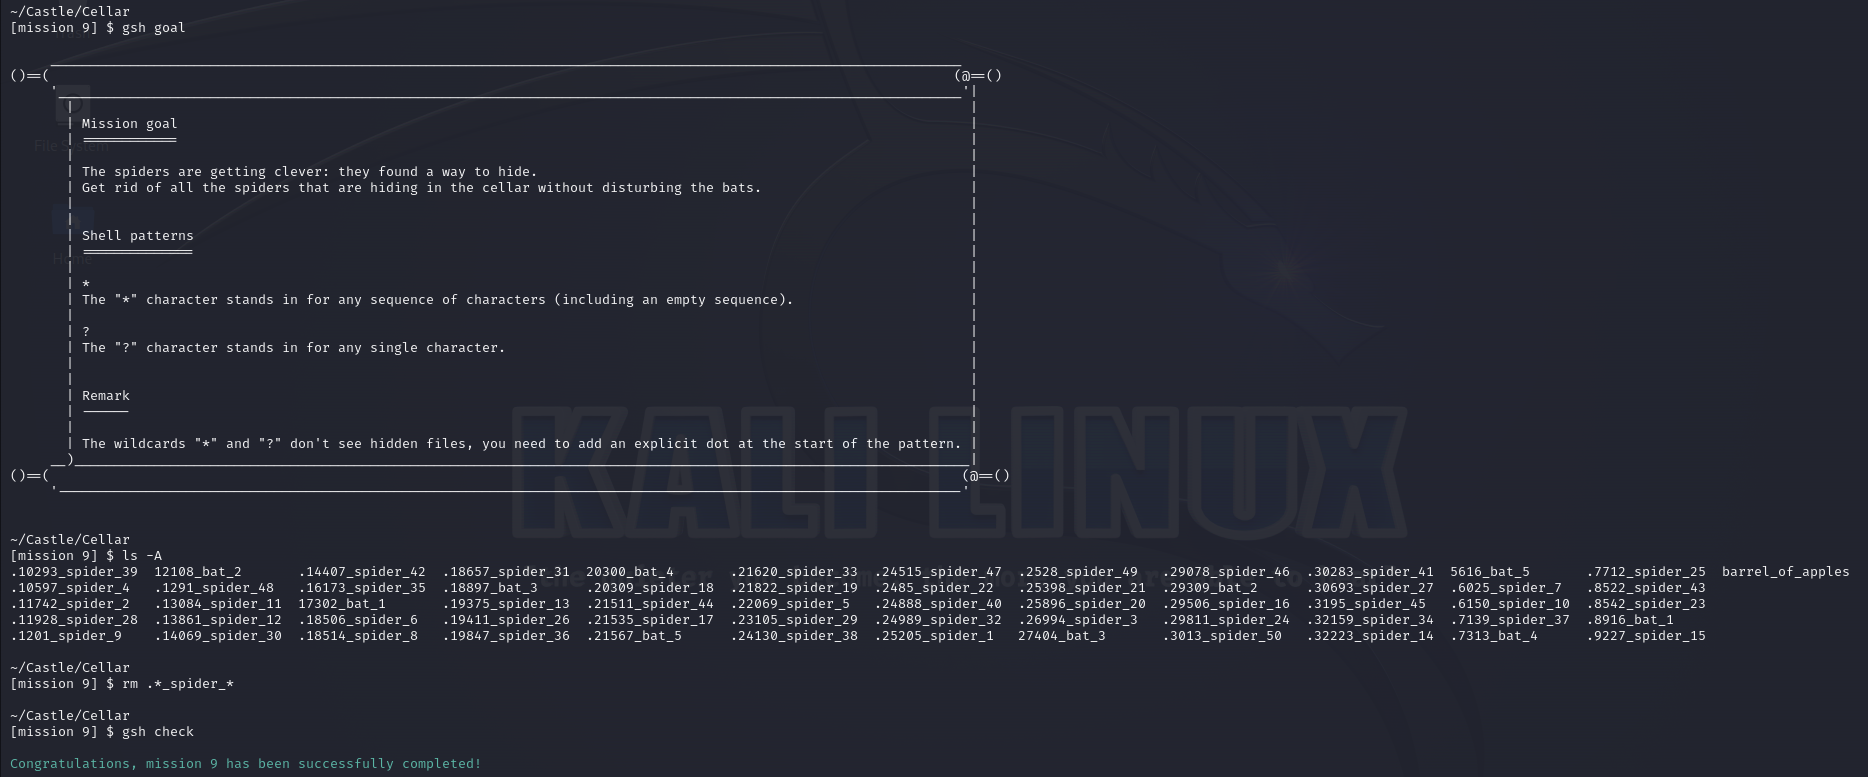 ~/Castle/Cellar
[mission 9] $ gsh goal
()==( (@==()
Mission goal
============
The spiders are getting clever: they found a way to hide.
Get rid of all the spiders that are hiding in the cellar without disturbing the bats.
Shell patterns
==============
*
The "*" character stands in for any sequence of characters (including an empty sequence).
?
The "?" character stands in for any single character.
Remark
------
The wildcards "*" and "?" don't see hidden files, you need to add an explicit dot at the start of the pattern.
()==( (@==()
~/Castle/Cellar
[mission 9] $ ls -A
.10293_spider_39 12108_bat_2 .14407_spider_42 .18657_spider_31 20300_bat_4 .21620_spider_33 .24515_spider_47 .2528_spider_49 .29078_spider_46 .30283_spider_41 5616_bat_5 .7712_spider_25 barrel_of_apples
.10597_spider_4 .1291_spider_48 .16173_spider_35 .18897_bat_3 .20309_spider_18 .21822_spider_19 .2485_spider_22 .25398_spider_21 .29309_bat_2 .30693_spider_27 .6025_spider_7 .8522_spider_43
.11742_spider_2 .13084_spider_11 17302_bat_1 .19375_spider_13 .21511_spider_44 .22069_spider_5 .24888_spider_40 .25896_spider_20 .29506_spider_16 .3195_spider_45 .6150_spider_10 .8542_spider_23
.11928_spider_28 .13861_spider_12 .18506_spider_6 .19411_spider_26 .21535_spider_17 .23105_spider_29 .24989_spider_32 .26994_spider_3 .29811_spider_24 .32159_spider_34 .7139_spider_37 .8916_bat_1
.1201_spider_9 .14069_spider_30 .18514_spider_8 .19847_spider_36 .21567_bat_5 .24130_spider_38 .25205_spider_1 27404_bat_3 .3013_spider_50 .32223_spider_14 .7313_bat_4 .9227_spider_15
~/Castle/Cellar
[mission 9] $ rm .*_spider_*
~/Castle/Cellar
[mission 9] $ gsh check
Congratulations, mission 9 has been successfully completed!
File System
Home
KALI LINUX